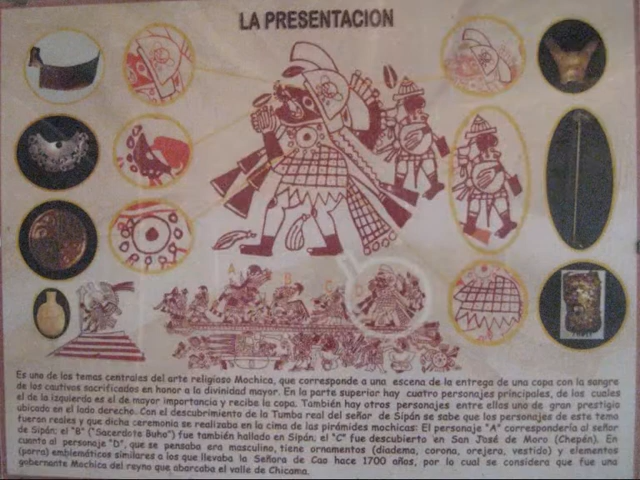 LA PRESENTACION
A
B
C
D
Es uno de los temas centrales del arte religioso Mochica, que corresponde a una escena de la entrega de una copa con la sangre
de los cautivos sacrificados en honor a la divinidad mayor. En la parte superior hay cuatro personajes principales, de los cuales
el de la izquierdo es el de mayor importancia y recibe la copa. También hay otros personajes entre ellos uno de gran prestigio
ubicado en el lado derecho. Con el descubrimiento de la Tumba real del señor de Sipán se sabe que los personajes de este tema
fueron reales y que dicha ceremonia se realizaba en la cima de las pirámides mochicas: El personaje "A" correspondería al señor
de Sipán; el "B" ("Sacerdote Buho") fue también hallado en Sipán; el "C" fue descubierto en San José de Moro (Chepén). En
cuanto al personaje "D", que se pensaba era masculino, tiene ornamentos (diadema, corona, orejera, vestido) y elementos
(porra) emblemáticos similares a los que llevaba la Señora de Cao hace 1700 años, por lo cual se considera que fue una
gobernante Mochica del reyno que abarcaba el valle de Chicama.